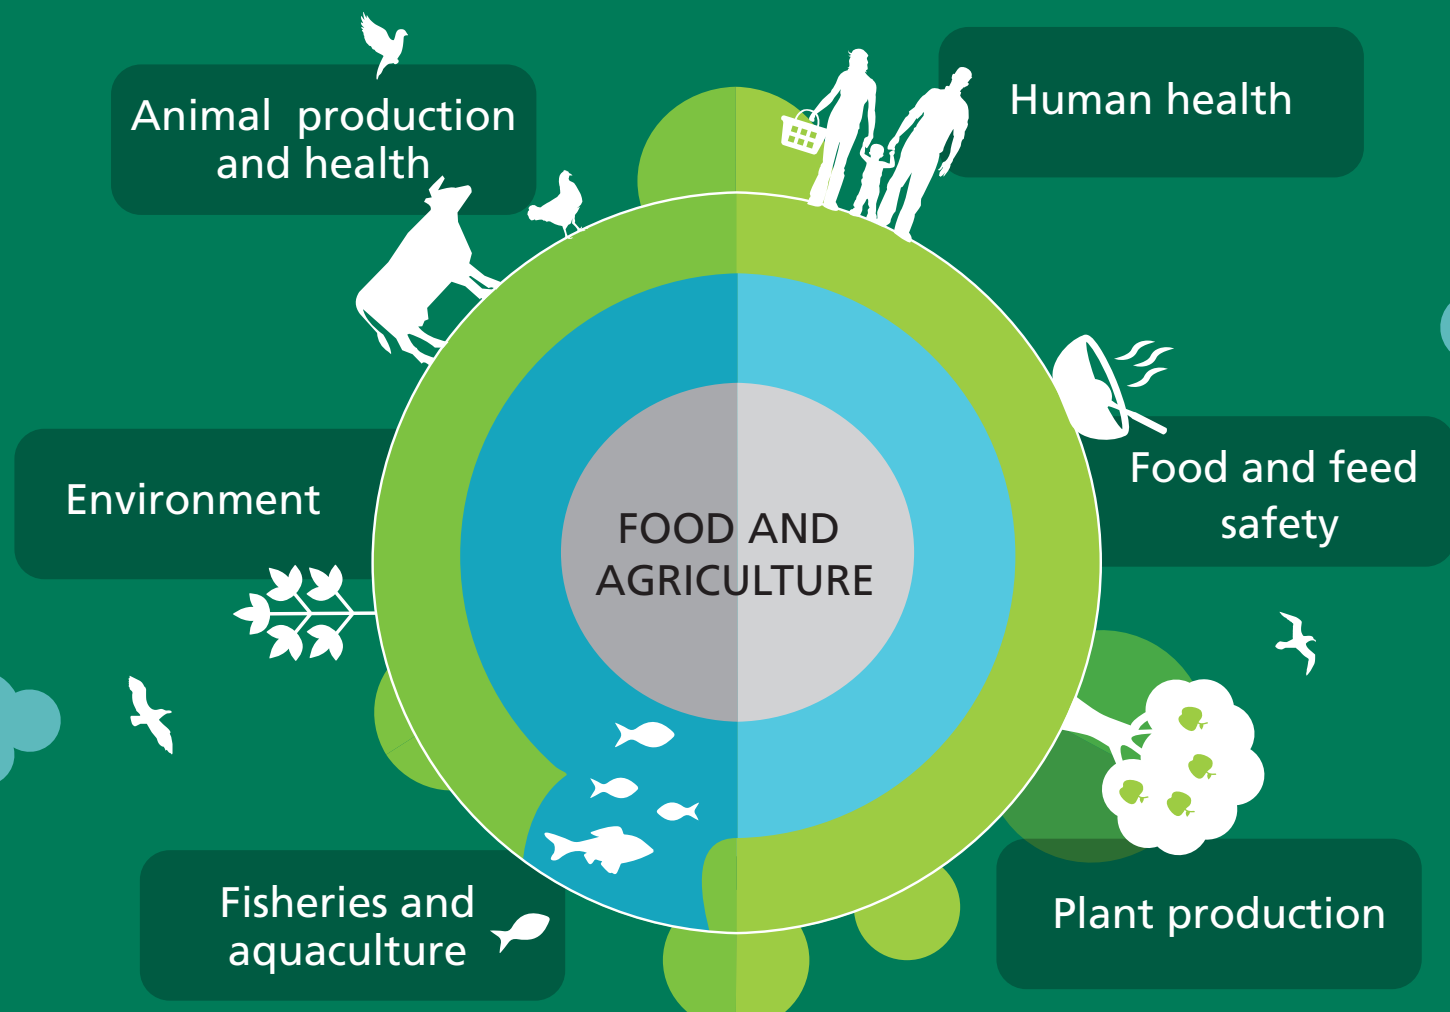 Animal production
and health
Human health
Environment
FOOD AND
AGRICULTURE
Food and feed
safety
Fisheries and
aquaculture
Plant production